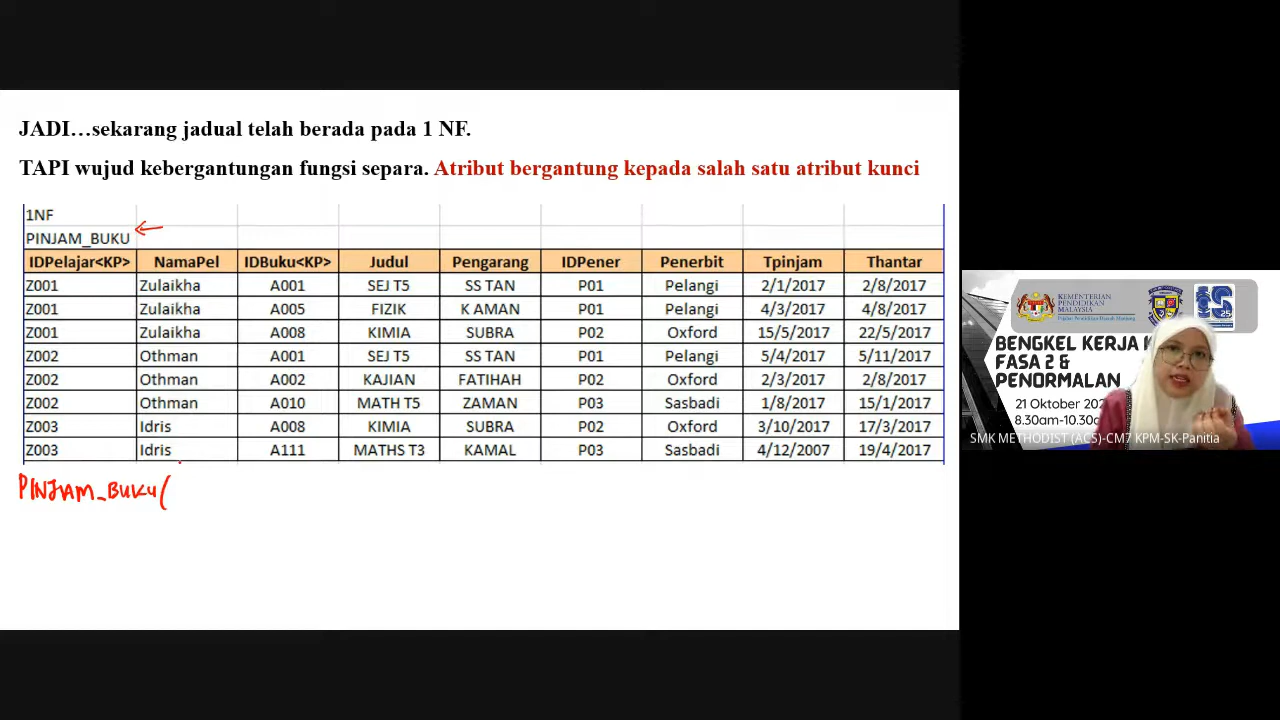 JADI...sekarang jadual telah berada pada 1 NF.
TAPI wujud kebergantungan fungsi separa. Atribut bergantung kepada salah satu atribut kunci
1NF
PINJAM_BUKU
IDPelajar<KP> NamaPel IDBuku<KP> Judul Pengarang IDPener Penerbit Tpinjam Thantar
Z001 Zulaikha A001 SEJ T5 SS TAN P01 Pelangi 2/1/2017 2/8/2017
Z001 Zulaikha A005 FIZIK K AMAN P01 Pelangi 4/3/2017 4/8/2017
Z001 Zulaikha A008 KIMIA SUBRA P02 Oxford 15/5/2017 22/5/2017
Z002 Othman A001 SEJ T5 SS TAN P01 Pelangi 5/4/2017 5/11/2017
Z002 Othman A002 KAJIAN FATIHAH P02 Oxford 2/3/2017 2/8/2017
Z002 Othman A010 MATH T5 ZAMAN P03 Sasbadi 1/8/2017 15/1/2017
Z003 Idris A008 KIMIA SUBRA P02 Oxford 3/10/2017 17/3/2017
Z003 Idris A111 MATHS T3 KAMAL P03 Sasbadi 4/12/2007 19/4/2017
PINJAM_BUKU(
KEMENTERIAN
PENDIDIKAN
MALAYSIA
25
BENGKEL KERJA K
FASA 2 &
PENORMALAN
21 Oktober 202
8.30am-10.30a
SMK METHODIST (ACS)-CM7 KPM-SK-Panitia